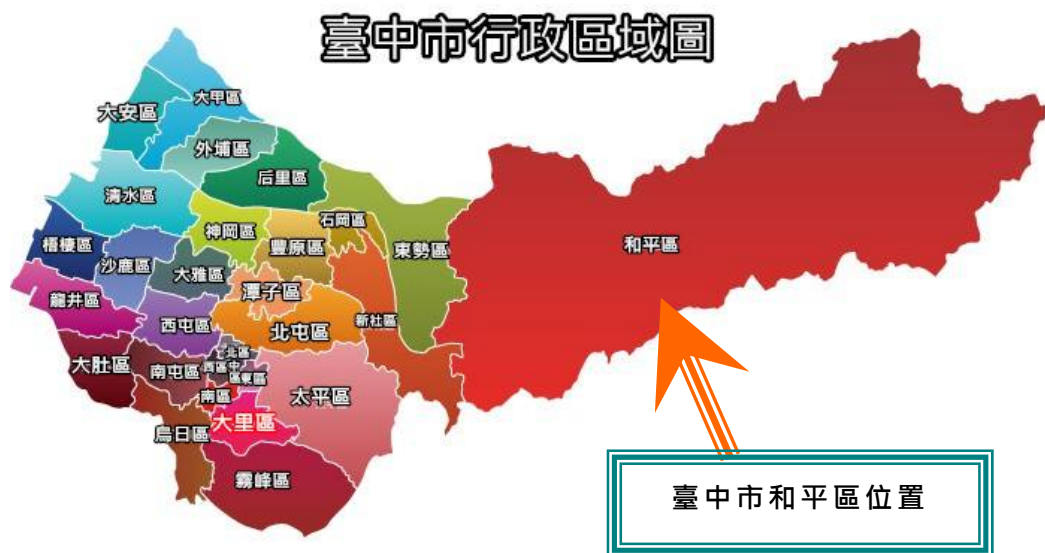 臺中市行政區域圖
大甲區
大安區
外埔區
后里區
清水區
石岡區
神岡區
豐原區
東勢區
和平區
梧棲區
沙鹿區
大雅區
潭子區
龍井區
新社區
西屯區
北屯區
北區
大肚區
南屯區
西區
中區
東區
太平區
南區
大里區
烏日區
霧峰區
臺中市和平區位置